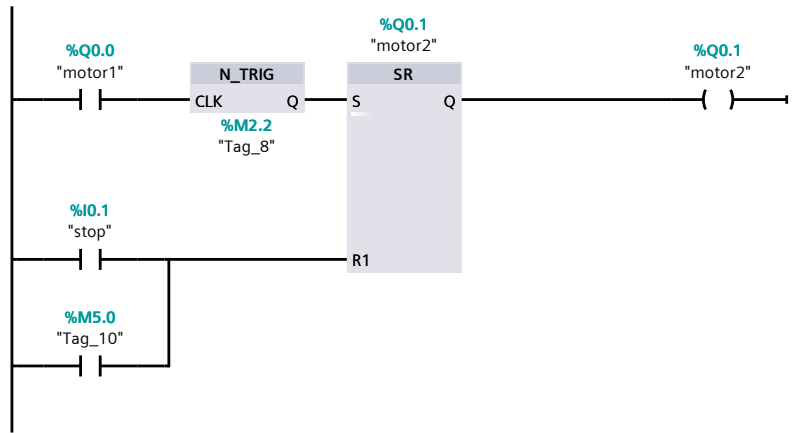 %Q0.1
"motor2"
%Q0.0
"motor1"
%Q0.1
"motor2"
N_TRIG
SR
CLK Q
S Q
%M2.2
"Tag_8"
%I0.1
"stop"
R1
%M5.0
"Tag_10"